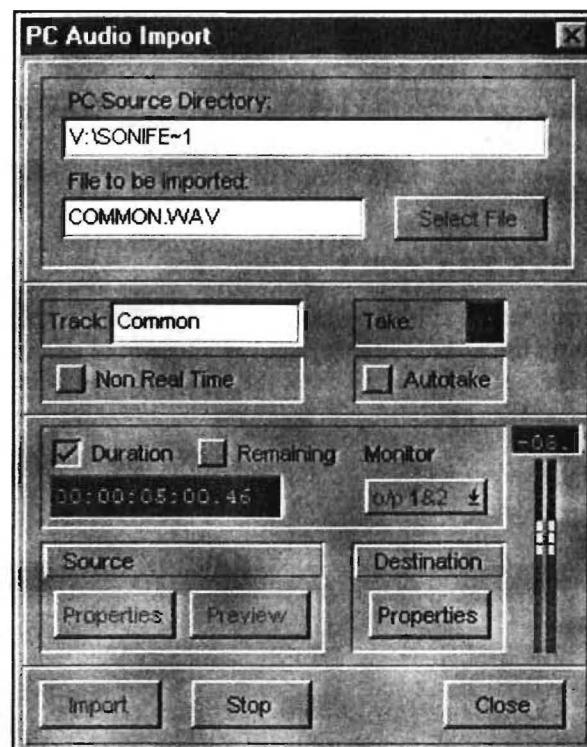 PC Audio Import
PC Source Directory:
V:\SONIFE~1
File to be imported:
COMMON.WAV
Select File
Track: Common
Take:
Non Real Time
Autotake
Duration
Remaining
Monitor
-08.
00:00:05:00.46
o/p 1&2
Source
Destination
Properties
Preview
Properties
Import
Stop
Close